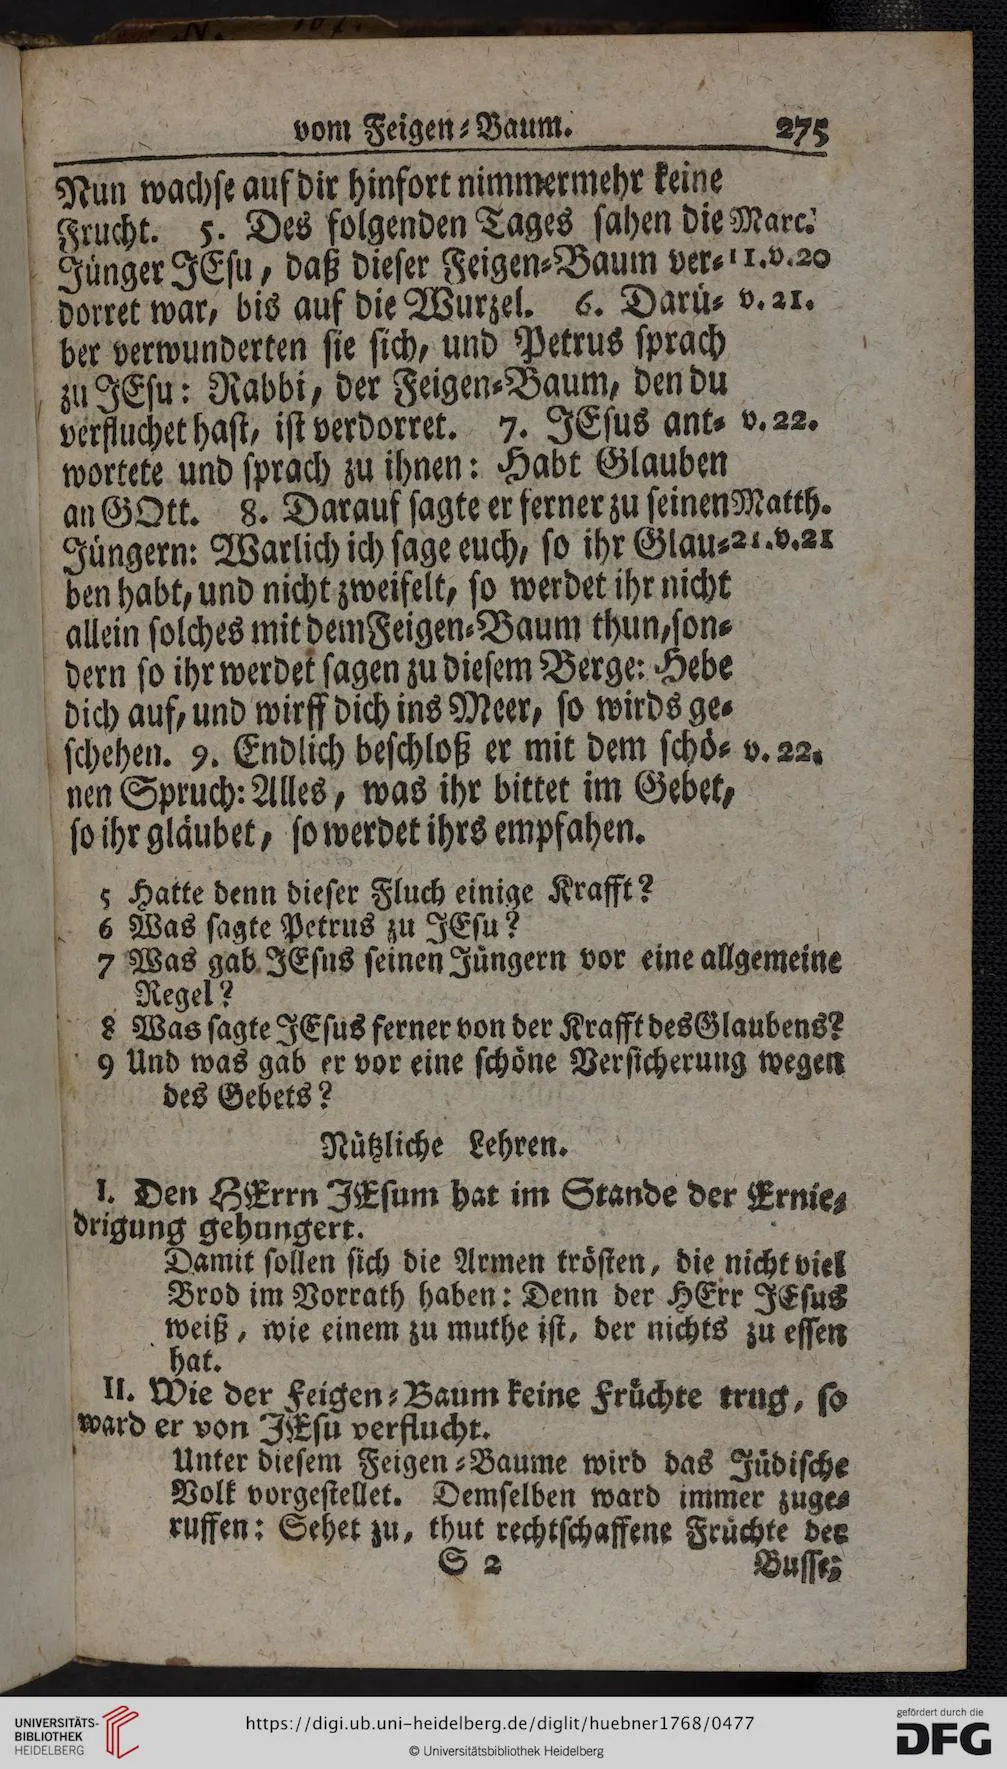 vom Feigen-Baum. 275
Nun wachse auf dir hinfort nimmermehr keine
Frucht. 5. Des folgenden Tages sahen die Marc.
Jünger JEsu, daß dieser Feigen-Baum ver- 11.v.20
dorret war, bis auf die Wurzel. 6. Darü- v. 21.
ber verwunderten sie sich, und Petrus sprach
zu JEsu: Rabbi, der Feigen-Baum, den du
verfluchet hast, ist verdorret. 7. JEsus ant- v. 22.
wortete und sprach zu ihnen: Habt Glauben
an GOtt. 8. Darauf sagte er ferner zu seinen Matth.
Jüngern: Warlich ich sage euch, so ihr Glau- 21.v.21
ben habt, und nicht zweifelt, so werdet ihr nicht
allein solches mit dem Feigen-Baum thun, son-
dern so ihr werdet sagen zu diesem Berge: Hebe
dich auf, und wirff dich ins Meer, so wirds ge-
schehen. 9. Endlich beschloß er mit dem schö- v. 22.
nen Spruch: Alles, was ihr bittet im Gebet,
so ihr gläubet, so werdet ihrs empfahen.
5 Hatte denn dieser Fluch einige Krafft?
6 Was sagte Petrus zu JEsu?
7 Was gab JEsus seinen Jüngern vor eine allgemeine
Regel?
8 Was sagte JEsus ferner von der Krafft des Glaubens?
9 Und was gab er vor eine schöne Versicherung wegen
des Gebets?
Nützliche Lehren.
I. Den HErrn JEsum hat im Stande der Ernie-
drigung gehungert.
Damit sollen sich die Armen trösten, die nicht viel
Brod im Vorrath haben: Denn der HErr JEsus
weiß, wie einem zu muthe ist, der nichts zu essen
hat.
II. Wie der Feigen-Baum keine Früchte trug, so
ward er von JEsu verflucht.
Unter diesem Feigen-Baume wird das Jüdische
Volk vorgestellet. Demselben ward immer zuge-
ruffen: Sehet zu, thut rechtschaffene Früchte der
S 2 Busse;
UNIVERSITÄTS-
BIBLIOTHEK
HEIDELBERG
https://digi.ub.uni-heidelberg.de/diglit/huebner1768/0477
© Universitätsbibliothek Heidelberg
gefördert durch die
DFG